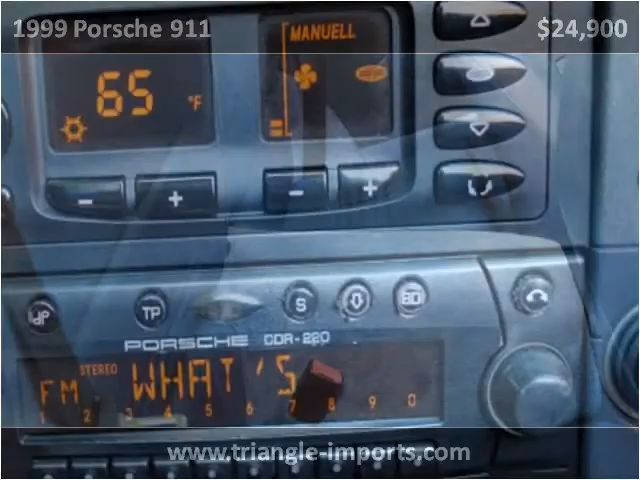 1999 Porsche 911 $24,900
MANUELL
65 °F
- + - +
TP S
PORSCHE CDR-220
STEREO
FM WHAT'S
1 2 3 4 5 6 7 8 9 0
www.triangle-imports.com